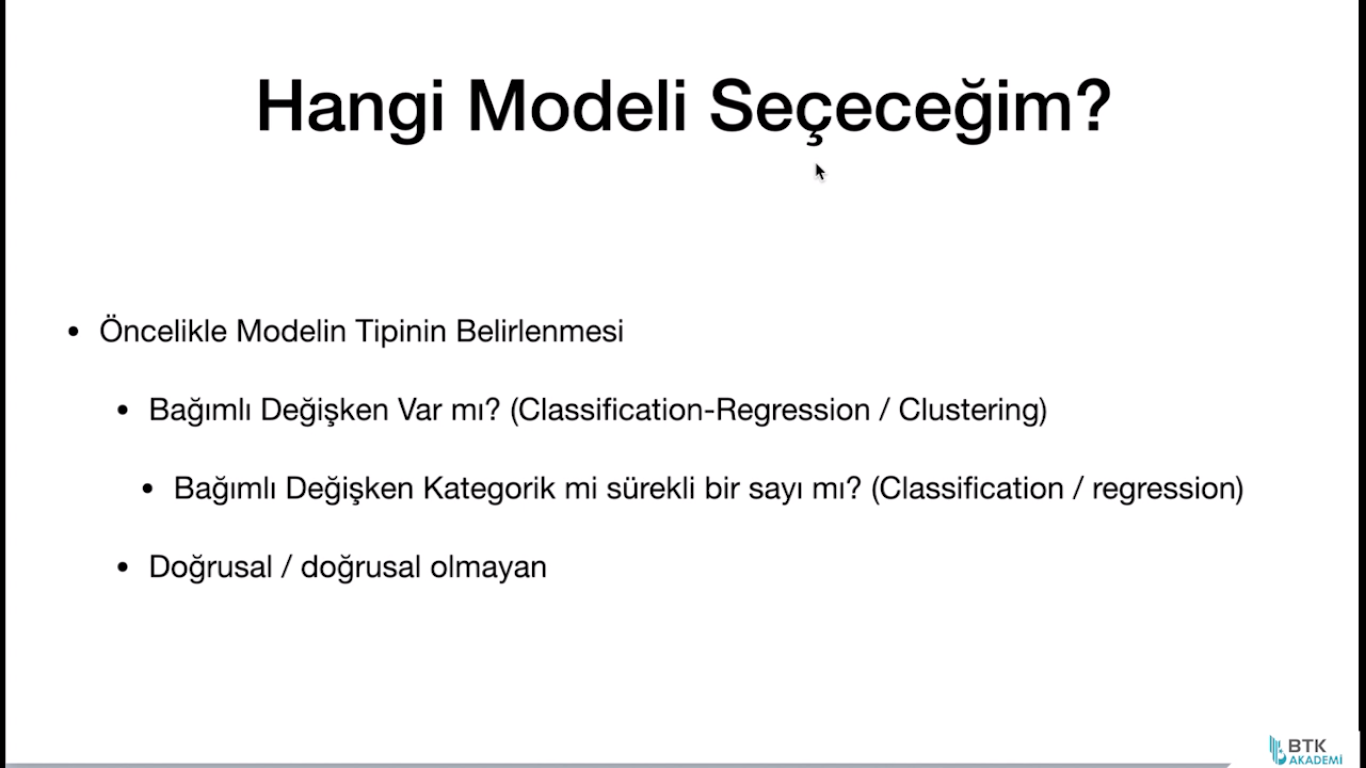 Hangi Modeli Seçeceğim?
• Öncelikle Modelin Tipinin Belirlenmesi
• Bağımlı Değişken Var mı? (Classification-Regression / Clustering)
• Bağımlı Değişken Kategorik mi sürekli bir sayı mı? (Classification / regression)
• Doğrusal / doğrusal olmayan
BTK
AKADEMİ